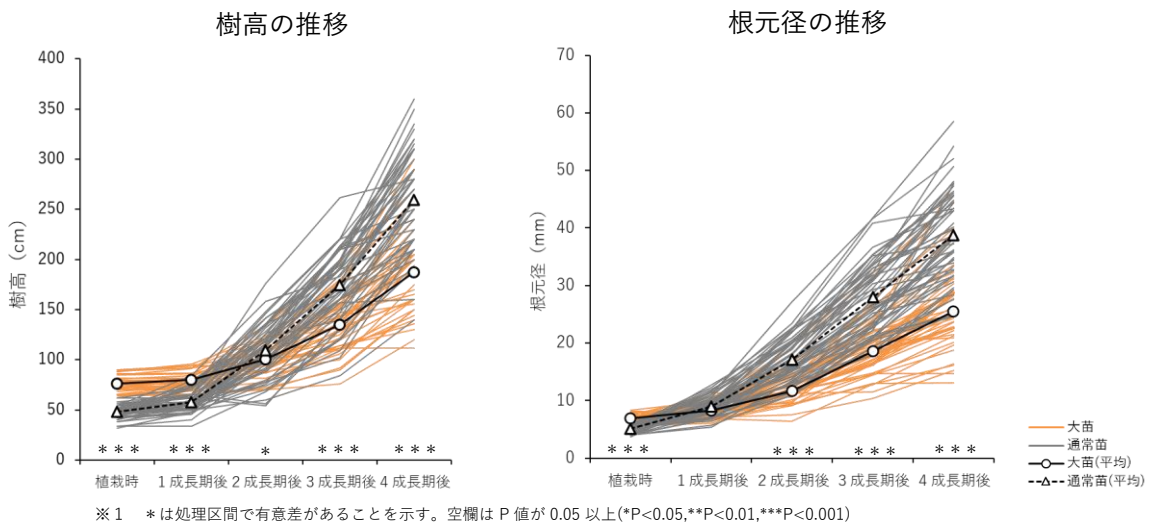 樹高の推移
400
350
300
250
200
150
100
50
0
樹高（cm）
＊＊＊ ＊＊＊ ＊ ＊＊＊ ＊＊＊
植栽時 1成長期後 2成長期後 3成長期後 4成長期後
根元径の推移
70
60
50
40
30
20
10
0
根元径（mm）
＊＊＊ ＊＊＊ ＊＊＊ ＊＊＊
植栽時 1成長期後 2成長期後 3成長期後 4成長期後
大苗
通常苗
大苗(平均)
通常苗(平均)
※1 ＊は処理区間で有意差があることを示す。空欄はP値が0.05以上(*P<0.05,**P<0.01,***P<0.001)